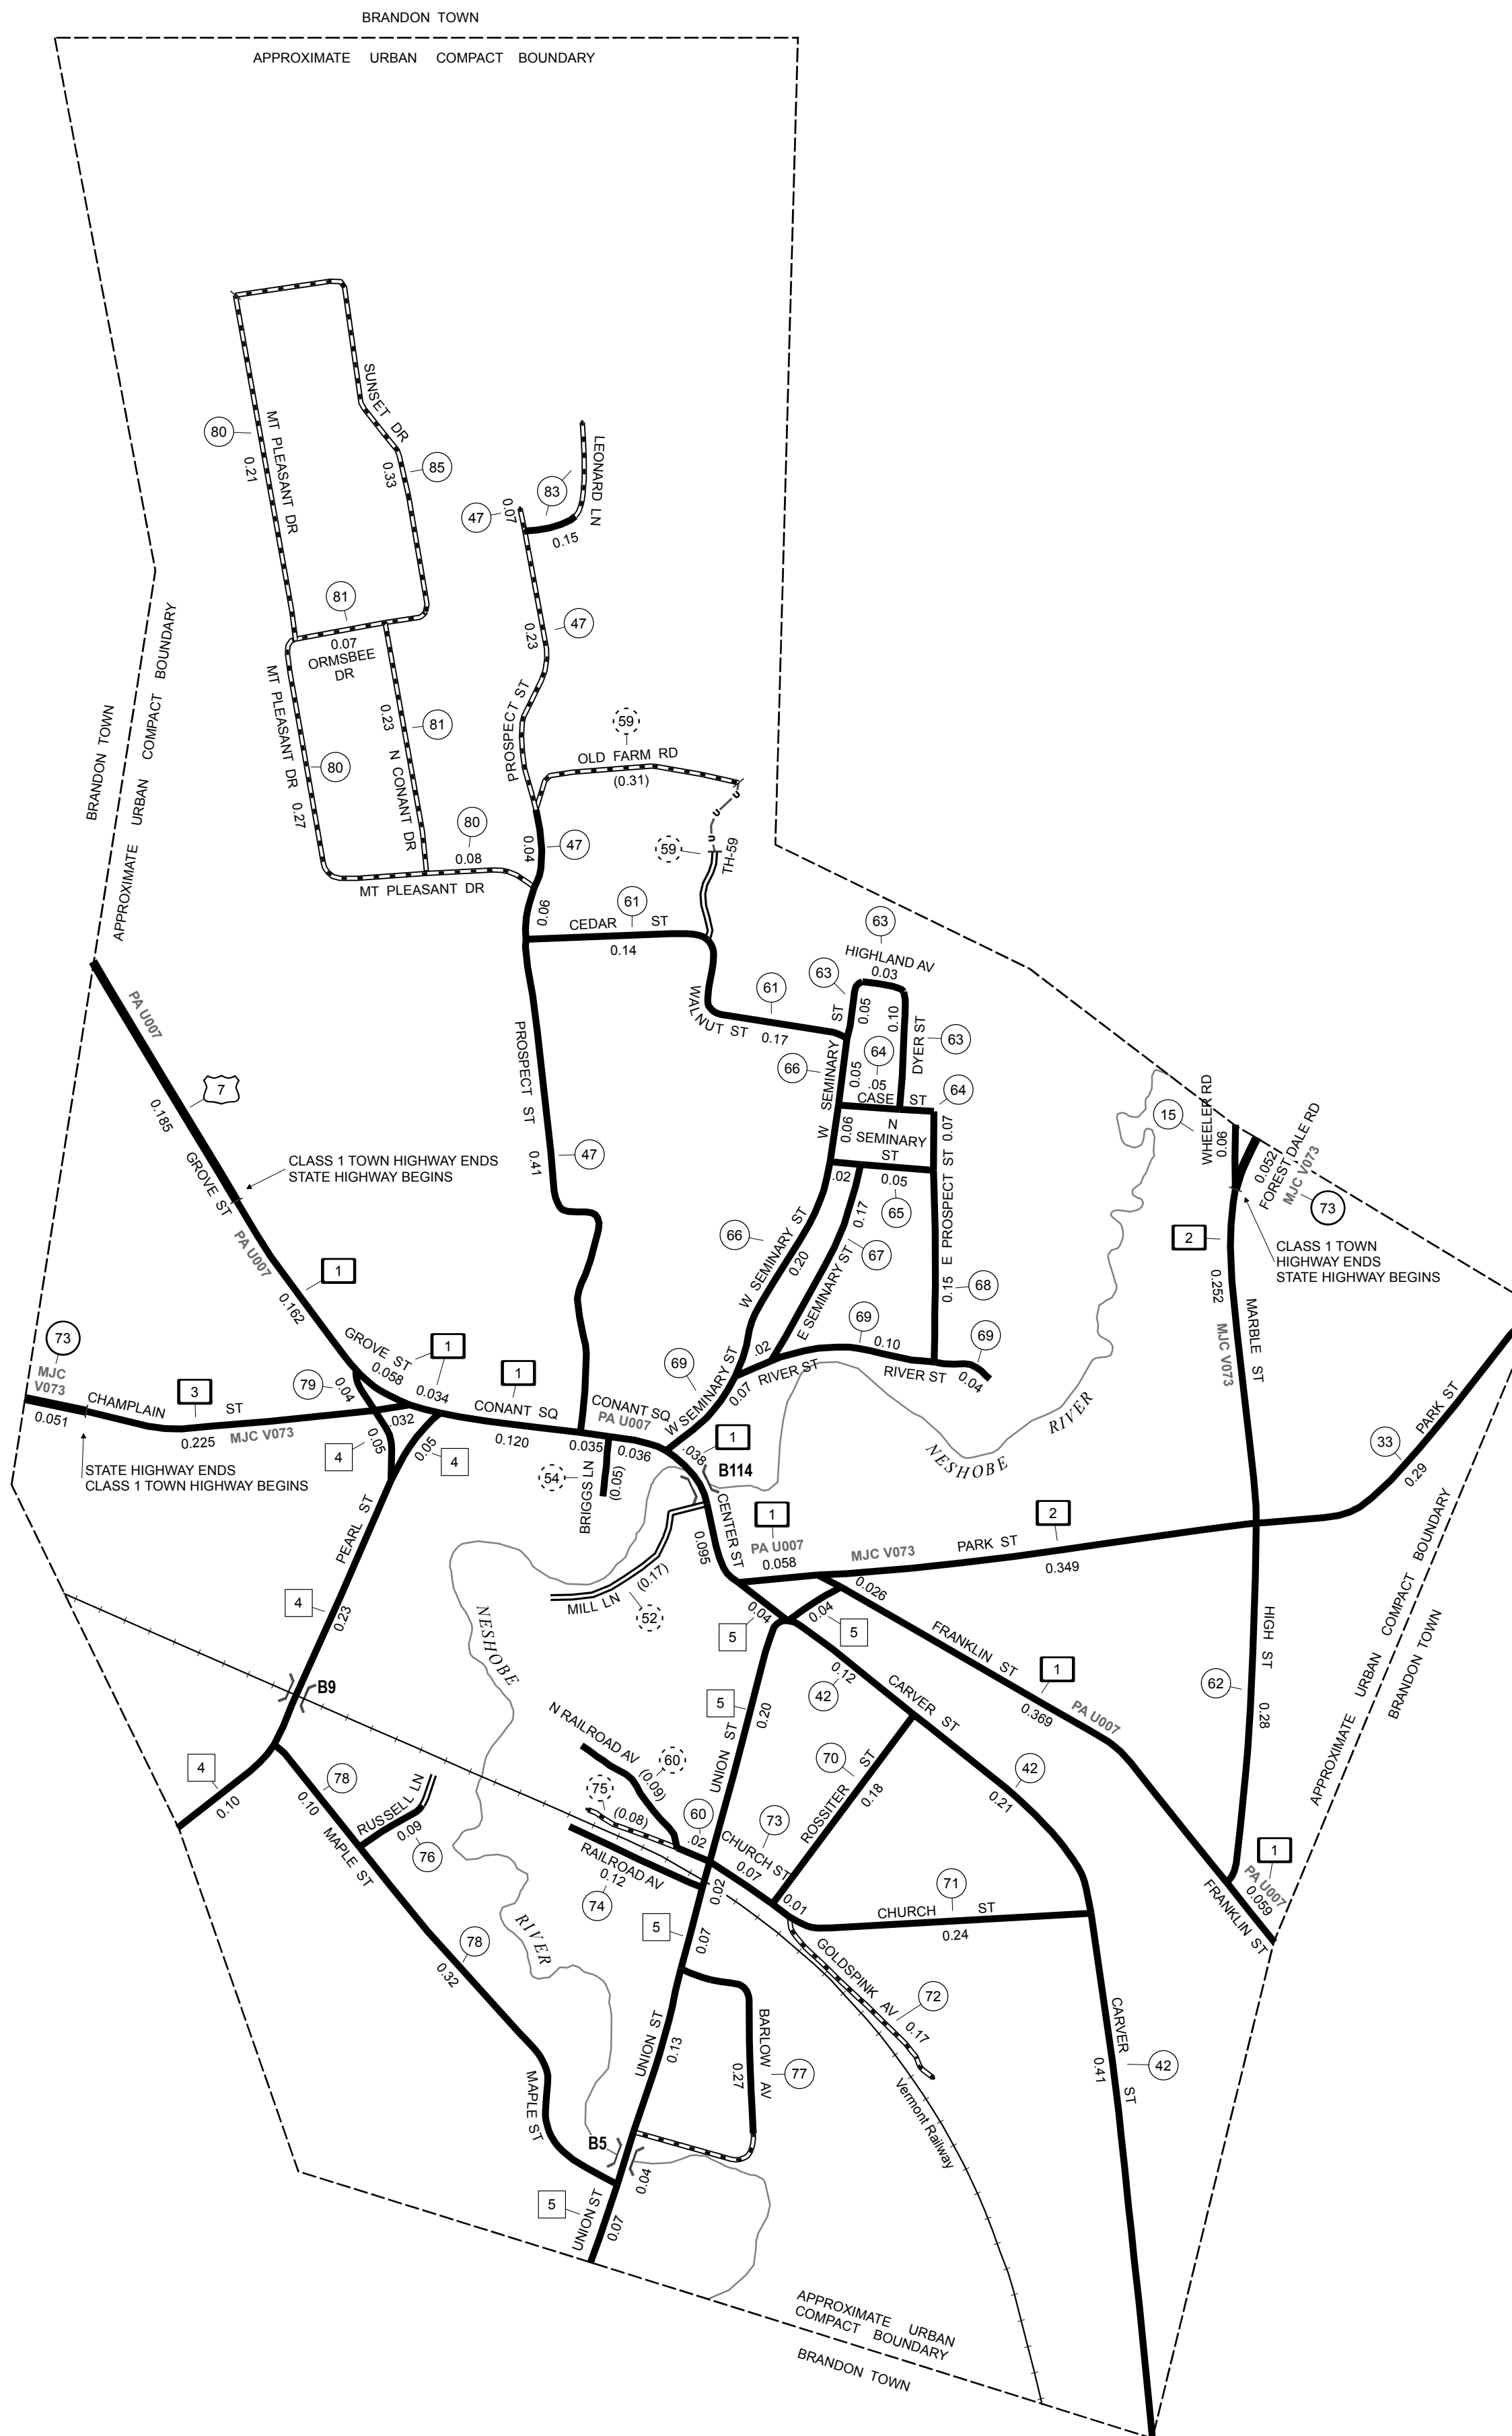 BRANDON TOWN
APPROXIMATE URBAN COMPACT BOUNDARY
SUNSET DR
80
MT PLEASANT DR
0.21
0.33
85
LEONARD LN
83
47
0.07
0.15
81
0.07
ORMSBEE
DR
47
0.23
MT PLEASANT DR
0.27
80
0.23
81
N CONANT DR
PROSPECT ST
59
OLD FARM RD
(0.31)
BRANDON TOWN
APPROXIMATE URBAN COMPACT BOUNDARY
80
0.08
MT PLEASANT DR
0.04
47
59
TH-59
0.06
61
CEDAR ST
0.14
63
HIGHLAND AV
0.03
63
61
WALNUT ST
0.17
0.05
0.10
DYER ST
63
64
66
W SEMINARY ST
0.05
.05
CASE ST
64
PA U007
7
0.185
GROVE ST
PROSPECT ST
0.41
47
0.06
N
SEMINARY
ST
0.07
.02
0.05
65
E PROSPECT ST
0.15
68
15
WHEELER RD
0.06
0.052
FOREST DALE RD
MJC V073
73
CLASS 1 TOWN HIGHWAY ENDS
STATE HIGHWAY BEGINS
PA U007
1
0.162
66
W SEMINARY ST
0.20
0.17
67
E SEMINARY ST
2
0.252
CLASS 1 TOWN
HIGHWAY ENDS
STATE HIGHWAY BEGINS
MARBLE ST
MJC V073
73
MJC
V073
0.051
CHAMPLAIN ST
3
0.225
MJC V073
GROVE ST
0.058
1
0.034
79
0.04
.032
1
CONANT SQ
0.120
CONANT SQ
PA U007
0.035
0.036
69
W SEMINARY ST
0.07
.02
RIVER ST
69
0.10
RIVER ST
69
0.04
NESHOBE RIVER
PARK ST
33
0.29
STATE HIGHWAY ENDS
CLASS 1 TOWN HIGHWAY BEGINS
4
0.05
0.05
4
54
BRIGGS LN
(0.05)
.038
1
B114
CENTER ST
0.095
1
PA U007
0.058
MJC V073
2
PARK ST
0.349
PEARL ST
4
0.23
MILL LN
(0.17)
52
NESHOBE
0.04
5
0.04
5
0.026
FRANKLIN ST
1
0.369
PA U007
HIGH ST
62
0.28
APPROXIMATE URBAN COMPACT BOUNDARY
BRANDON TOWN
B9
4
0.10
78
0.10
MAPLE ST
RUSSELL LN
0.09
76
N RAILROAD AV
60
(0.09)
75
(0.08)
5
UNION ST
0.20
0.12
42
CARVER ST
70
ROSSITER ST
0.18
42
0.21
60
.02
CHURCH ST
73
0.07
RAILROAD AV
0.12
74
0.02
0.01
71
CHURCH ST
0.24
1
PA U007
0.059
FRANKLIN ST
RIVER
78
0.32
5
0.07
GOLDSPINK AV
72
0.17
UNION ST
0.13
BARLOW AV
0.27
77
CARVER ST
0.41
42
MAPLE ST
Vermont Railway
B5
0.04
5
UNION ST
0.07
APPROXIMATE URBAN
COMPACT BOUNDARY
BRANDON TOWN